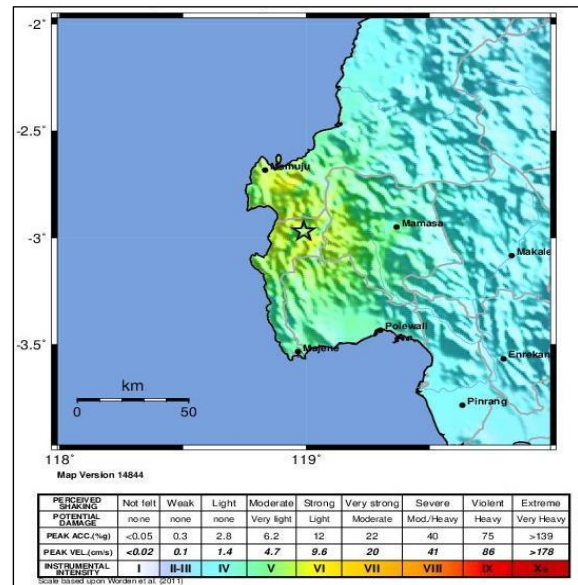 -2°
-2.5°
Mamuju
-3°
Mamasa
Makale
-3.5°
Polewali
Majene
Enrekan
Pinrang
km
0 50
118° 119°
Map Version 14844
PERCEIVED SHAKING Not felt Weak Light Moderate Strong Very strong Severe Violent Extreme
POTENTIAL DAMAGE none none none Very light Light Moderate Mod./Heavy Heavy Very Heavy
PEAK ACC.(%g) <0.05 0.3 2.8 6.2 12 22 40 75 >139
PEAK VEL.(cm/s) <0.02 0.1 1.4 4.7 9.6 20 41 86 >178
INSTRUMENTAL INTENSITY I II-III IV V VI VII VIII IX X+
Scale based upon Worden et al. (2011)